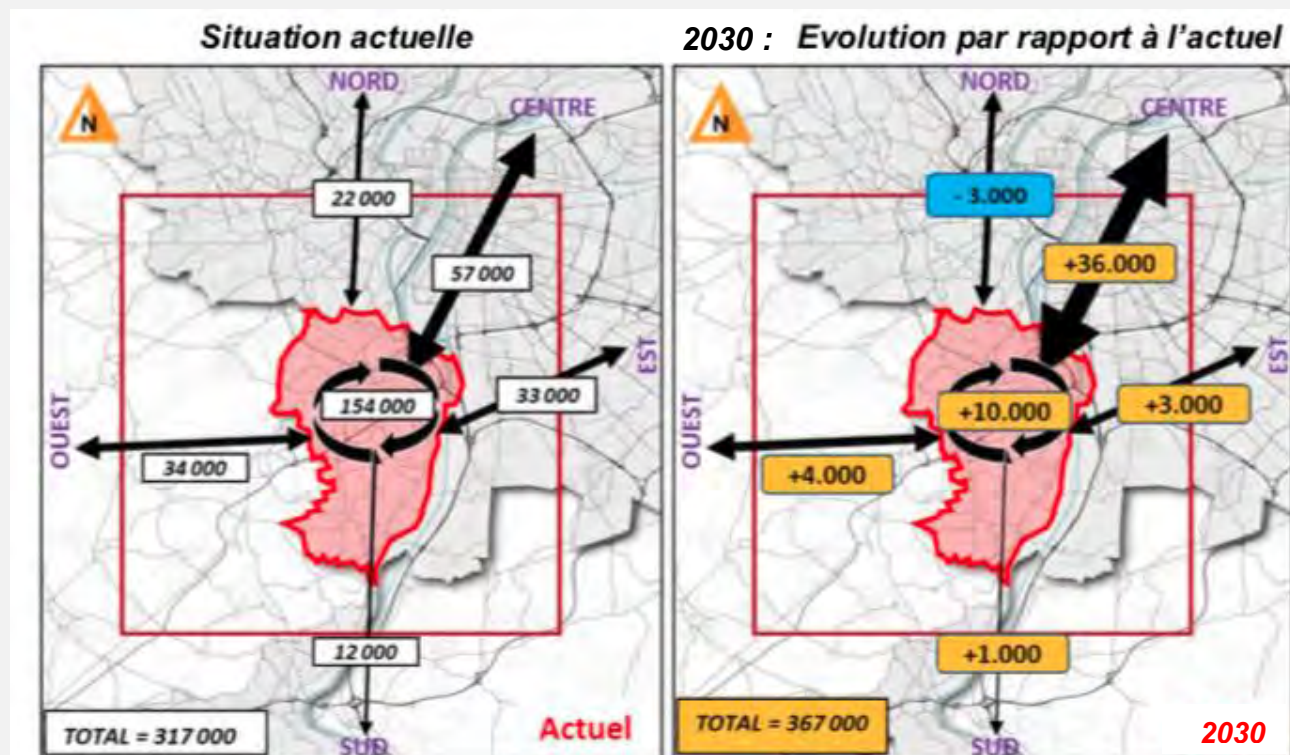 Situation actuelle
2030 : Evolution par rapport à l'actuel
N
NORD
CENTRE
22 000
57 000
EST
33 000
154 000
OUEST
34 000
12 000
TOTAL = 317 000
SUD
Actuel
N
NORD
CENTRE
- 3.000
+36.000
EST
+3.000
+10.000
OUEST
+4.000
+1.000
TOTAL = 367 000
SUD
2030